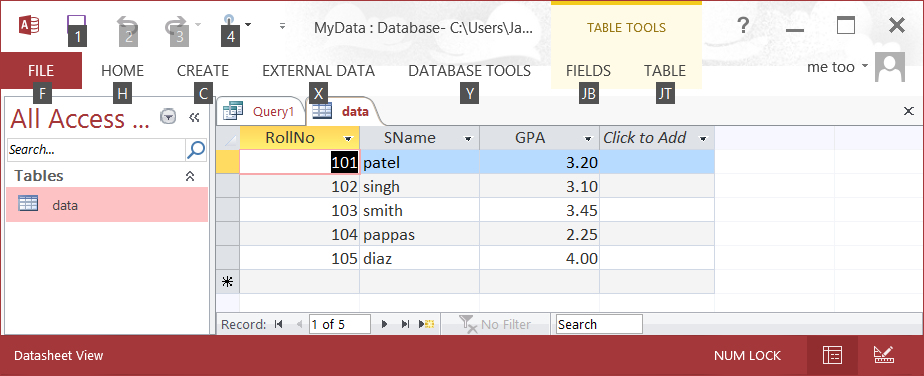 1 2 3 4 MyData : Database- C:\Users\Ja... TABLE TOOLS ?
FILE HOME CREATE EXTERNAL DATA DATABASE TOOLS FIELDS TABLE me too
F H C X Y JB JT
All Access ... Query1 data
RollNo SName GPA Click to Add
Search... 101 patel 3.20
Tables 102 singh 3.10
data 103 smith 3.45
104 pappas 2.25
105 diaz 4.00
Record: 1 of 5 No Filter Search
Datasheet View NUM LOCK